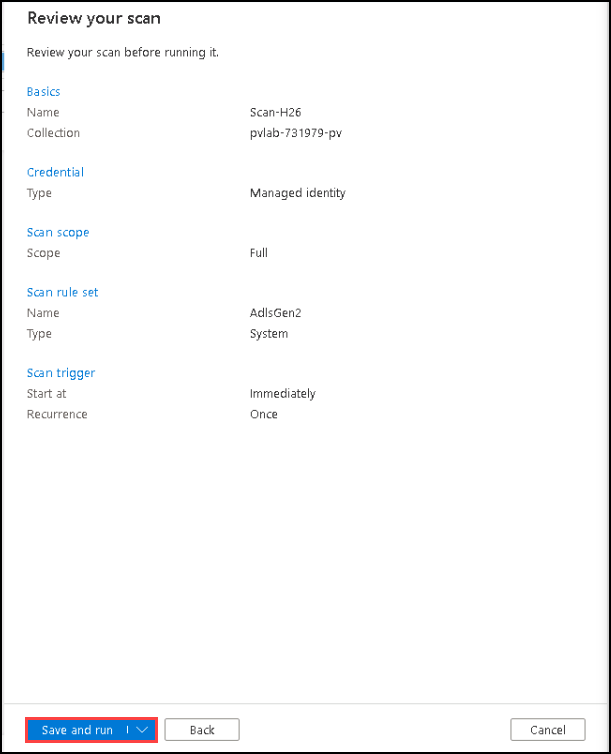 Review your scan
Review your scan before running it.
Basics
Name Scan-H26
Collection pvlab-731979-pv
Credential
Type Managed identity
Scan scope
Scope Full
Scan rule set
Name AdlsGen2
Type System
Scan trigger
Start at Immediately
Recurrence Once
Save and run Back Cancel